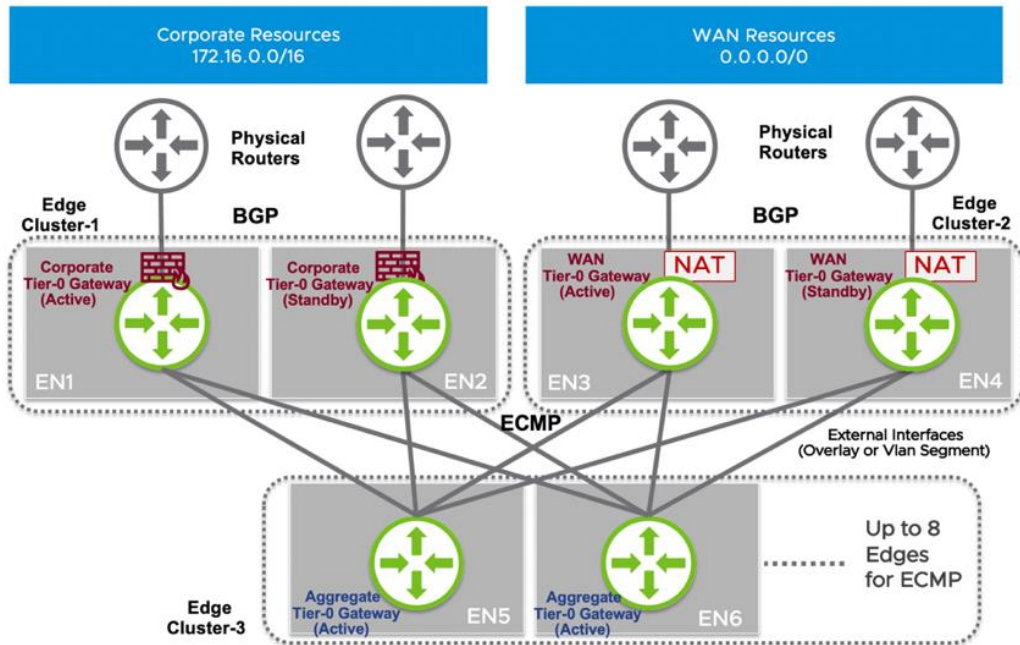 Corporate Resources
172.16.0.0/16
WAN Resources
0.0.0.0/0
Physical
Routers
Physical
Routers
Edge
Cluster-1
BGP
BGP
Edge
Cluster-2
Corporate
Tier-0 Gateway
(Active)
Corporate
Tier-0 Gateway
(Standby)
WAN
Tier-0 Gateway
(Active)
NAT
WAN
Tier-0 Gateway
(Standby)
NAT
EN1
EN2
EN3
EN4
ECMP
External Interfaces
(Overlay or Vlan Segment)
Up to 8
Edges
for ECMP
Aggregate
Tier-0 Gateway
(Active)
EN5
Aggregate
Tier-0 Gateway
(Active)
EN6
Edge
Cluster-3